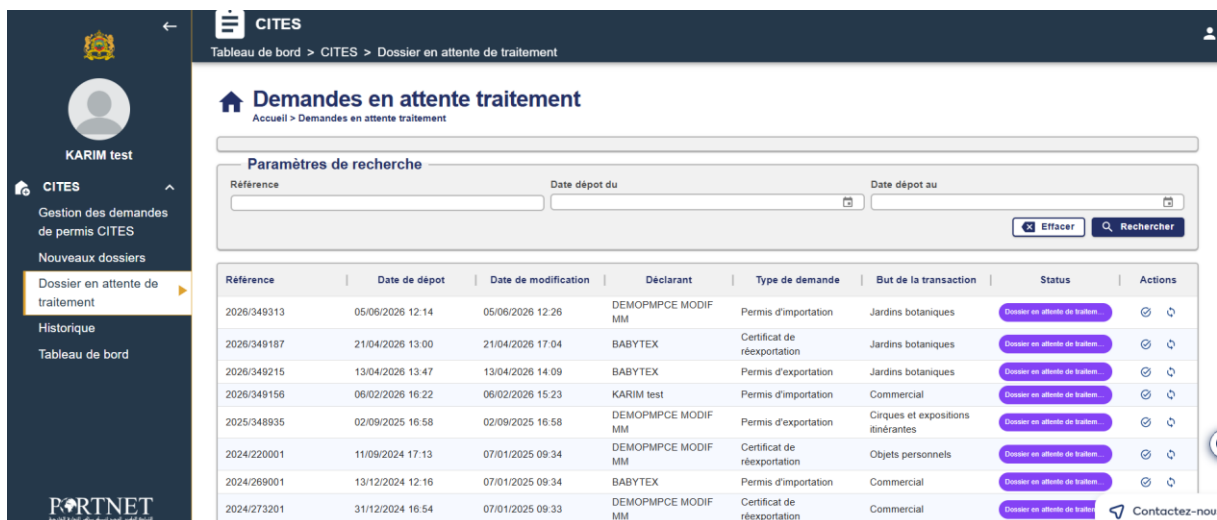 CITES
Tableau de bord > CITES > Dossier en attente de traitement
KARIM test
CITES
Gestion des demandes
de permis CITES
Nouveaux dossiers
Dossier en attente de
traitement
Historique
Tableau de bord
PORTNET
Demandes en attente traitement
Accueil > Demandes en attente traitement
Paramètres de recherche
Référence Date dépot du Date dépot au
Effacer Rechercher
Référence Date de dépot Date de modification Déclarant Type de demande But de la transaction Status Actions
2026/349313 05/06/2026 12:14 05/06/2026 12:26 DEMOPMPCE MODIF MM Permis d'importation Jardins botaniques Dossier en attente de traitem...
2026/349187 21/04/2026 13:00 21/04/2026 17:04 BABYTEX Certificat de réexportation Jardins botaniques Dossier en attente de traitem...
2026/349215 13/04/2026 13:47 13/04/2026 14:09 BABYTEX Permis d'exportation Jardins botaniques Dossier en attente de traitem...
2026/349156 06/02/2026 16:22 06/02/2026 15:23 KARIM test Permis d'importation Commercial Dossier en attente de traitem...
2025/348935 02/09/2025 16:58 02/09/2025 16:58 DEMOPMPCE MODIF MM Permis d'exportation Cirques et expositions itinérantes Dossier en attente de traitem...
2024/220001 11/09/2024 17:13 07/01/2025 09:34 DEMOPMPCE MODIF MM Certificat de réexportation Objets personnels Dossier en attente de traitem...
2024/269001 13/12/2024 12:16 07/01/2025 09:34 BABYTEX Permis d'importation Commercial Dossier en attente de traitem...
2024/273201 31/12/2024 16:54 07/01/2025 09:33 DEMOPMPCE MODIF MM Certificat de réexportation Commercial Dossier en attente de traitem
Contactez-nou